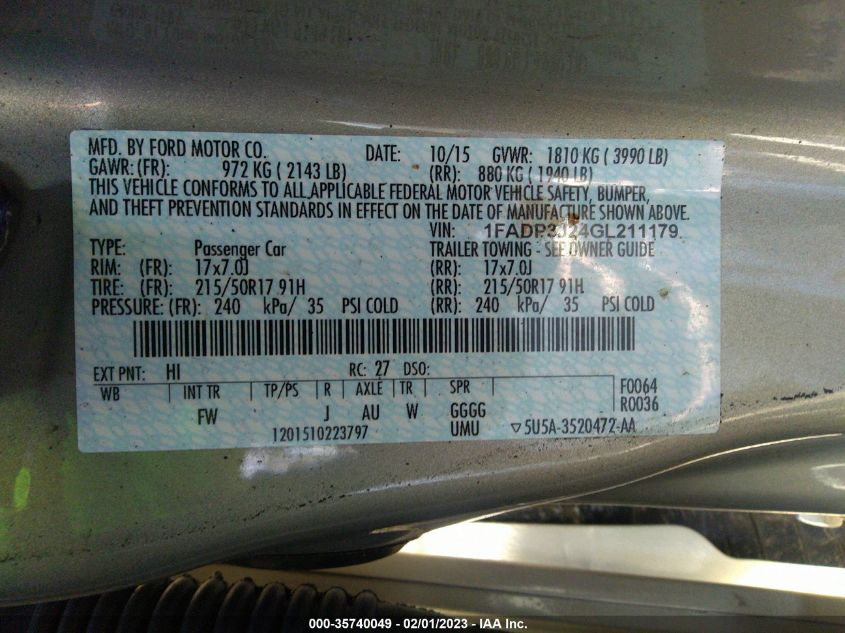 MFD. BY FORD MOTOR CO. DATE: 10/15 GVWR: 1810 KG ( 3990 LB)
GAWR: (FR): 972 KG ( 2143 LB) (RR): 880 KG ( 1940 LB)
THIS VEHICLE CONFORMS TO ALL APPLICABLE FEDERAL MOTOR VEHICLE SAFETY, BUMPER,
AND THEFT PREVENTION STANDARDS IN EFFECT ON THE DATE OF MANUFACTURE SHOWN ABOVE.
VIN: 1FADP3J24GL211179
TYPE: Passenger Car TRAILER TOWING - SEE OWNER GUIDE
RIM: (FR): 17x7.0J (RR): 17x7.0J
TIRE: (FR): 215/50R17 91H (RR): 215/50R17 91H
PRESSURE: (FR): 240 kPa/ 35 PSI COLD (RR): 240 kPa/ 35 PSI COLD
EXT PNT: HI RC: 27 DSO:
WB INT TR TP/PS R AXLE TR SPR F0064
FW J AU W GGGG R0036
1201510223797 UMU ▽5U5A-3520472-AA
000-35740049 - 02/01/2023 - IAA Inc.